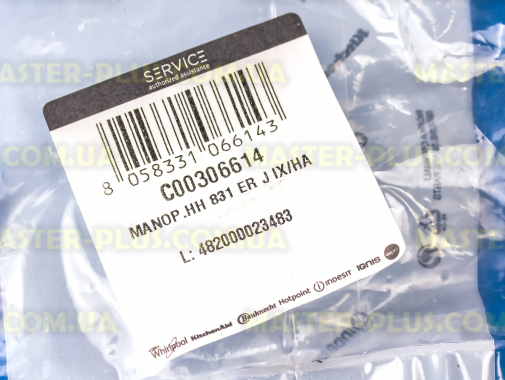 SERVICE
authorized assistance
8 058331 066143
C00306614
MANOP.HH 831 ER J IX/HA
L: 482000023483
Whirlpool KitchenAid Bauknecht Hotpoint indesit IGNIS
MASTER-PLUS.COM.UA